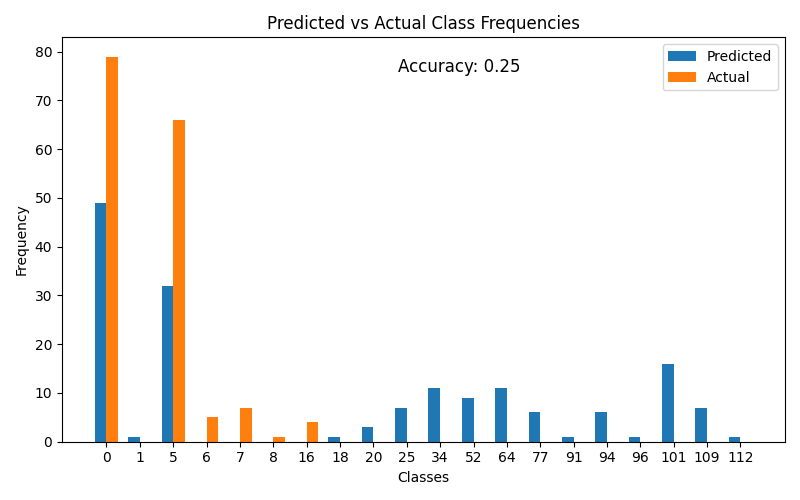 Predicted vs Actual Class Frequencies
Accuracy: 0.25
Predicted
Actual
Frequency
80
70
60
50
40
30
20
10
0
0 1 5 6 7 8 16 18 20 25 34 52 64 77 91 94 96 101 109 112
Classes